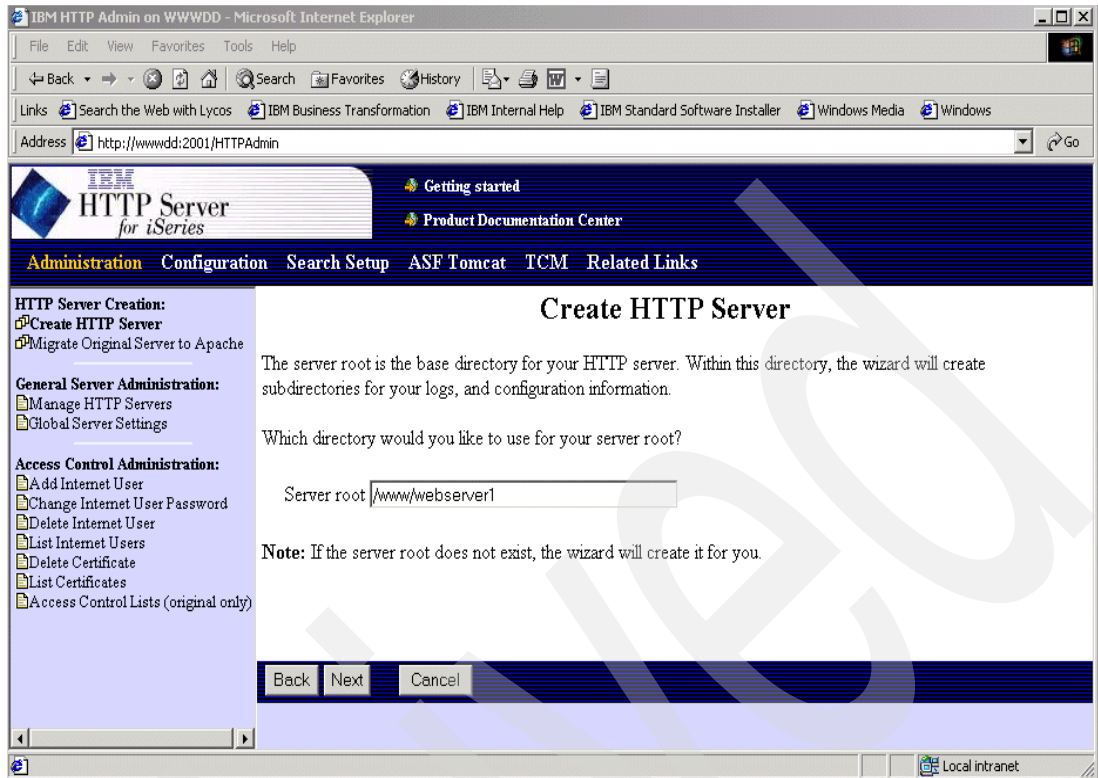 IBM HTTP Admin on WWWDD - Microsoft Internet Explorer
File Edit View Favorites Tools Help
Back Search Favorites History
Links Search the Web with Lycos IBM Business Transformation IBM Internal Help IBM Standard Software Installer Windows Media Windows
Address http://wwwdd:2001/HTTPAdmin Go
IBM
HTTP Server
for iSeries
Getting started
Product Documentation Center
Administration Configuration Search Setup ASF Tomcat TCM Related Links
HTTP Server Creation:
Create HTTP Server
Migrate Original Server to Apache
General Server Administration:
Manage HTTP Servers
Global Server Settings
Access Control Administration:
Add Internet User
Change Internet User Password
Delete Internet User
List Internet Users
Delete Certificate
List Certificates
Access Control Lists (original only)
Create HTTP Server
The server root is the base directory for your HTTP server. Within this directory, the wizard will create
subdirectories for your logs, and configuration information.
Which directory would you like to use for your server root?
Server root /www/webserver1
Note: If the server root does not exist, the wizard will create it for you.
Back Next Cancel
Local intranet